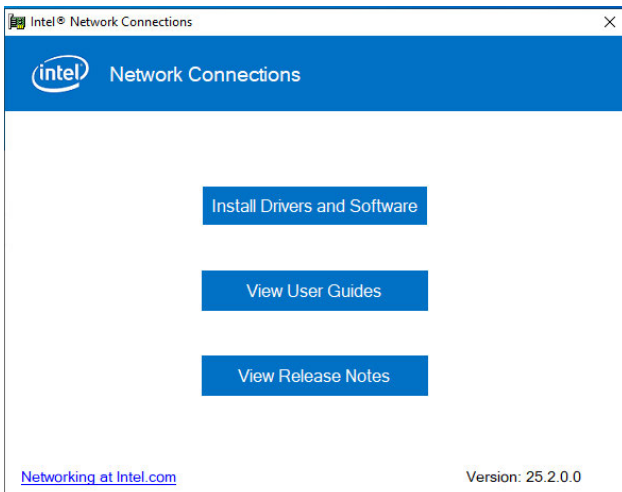 Intel® Network Connections
intel
Network Connections
Install Drivers and Software
View User Guides
View Release Notes
Networking at Intel.com
Version: 25.2.0.0